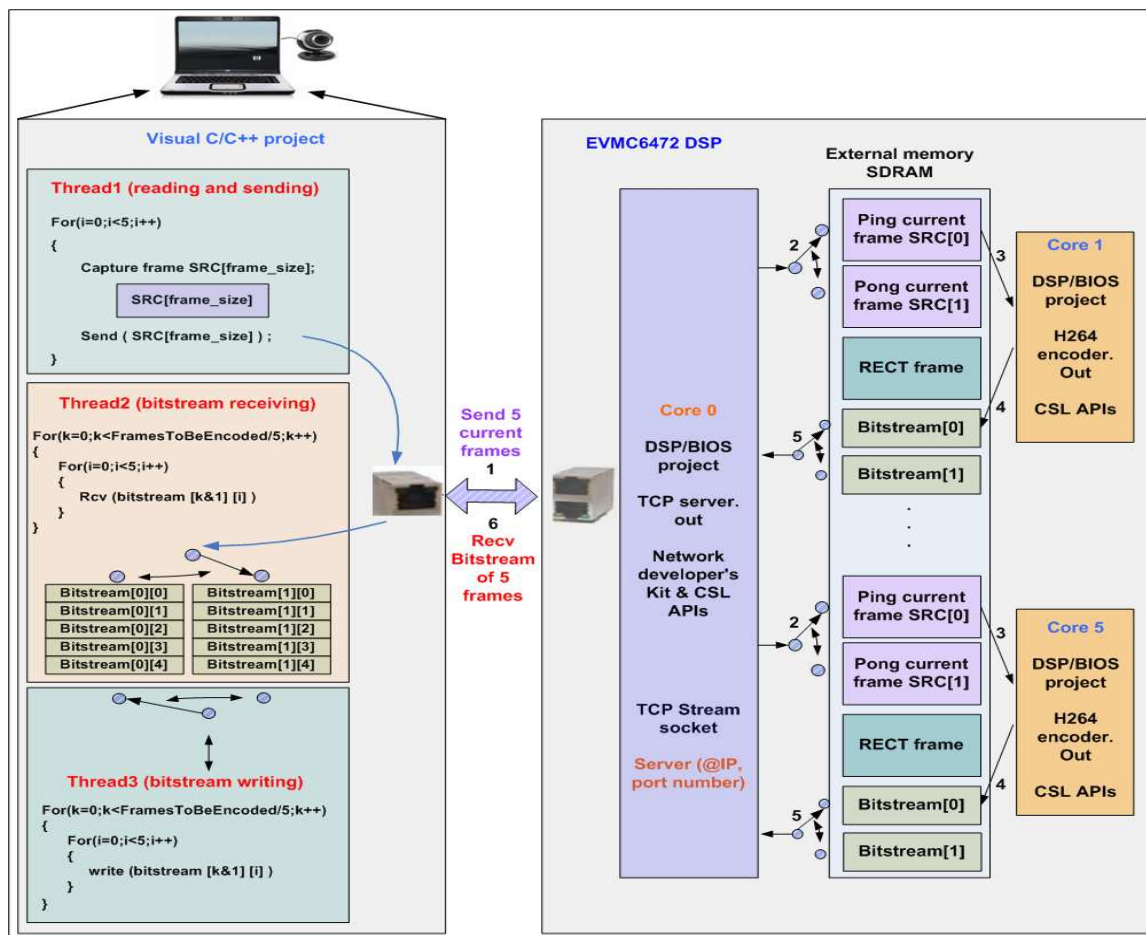 Visual C/C++ project
Thread1 (reading and sending)
For(i=0;i<5;i++)
{
Capture frame SRC[frame_size];
SRC[frame_size]
Send ( SRC[frame_size] ) ;
}
Thread2 (bitstream receiving)
For(k=0;k<FramesToBeEncoded/5;k++)
{
For(i=0;i<5;i++)
{
Rcv (bitstream [k&1] [i] )
}
}
Bitstream[0][0]
Bitstream[0][1]
Bitstream[0][2]
Bitstream[0][3]
Bitstream[0][4]
Bitstream[1][0]
Bitstream[1][1]
Bitstream[1][2]
Bitstream[1][3]
Bitstream[1][4]
Thread3 (bitstream writing)
For(k=0;k<FramesToBeEncoded/5;k++)
{
For(i=0;i<5;i++)
{
write (bitstream [k&1] [i] )
}
}
Send 5
current
frames
1
6
Recv
Bitstream
of 5
frames
EVMC6472 DSP
Core 0
DSP/BIOS
project
TCP server.
out
Network
developer's
Kit & CSL
APIs
TCP Stream
socket
Server (@IP,
port number)
External memory
SDRAM
2
Ping current
frame SRC[0]
Pong current
frame SRC[1]
RECT frame
5
Bitstream[0]
Bitstream[1]
3
4
Core 1
DSP/BIOS
project
H264
encoder.
Out
CSL APIs
2
Ping current
frame SRC[0]
Pong current
frame SRC[1]
RECT frame
5
Bitstream[0]
Bitstream[1]
3
4
Core 5
DSP/BIOS
project
H264
encoder.
Out
CSL APIs